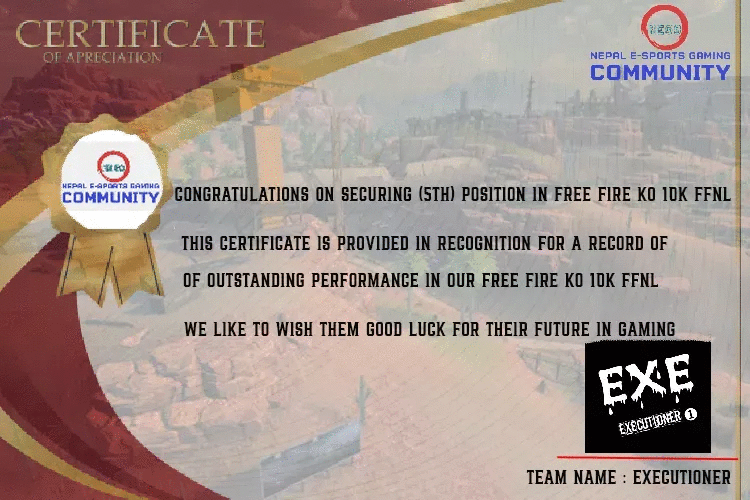 CERTIFICATE
OF APRECIATION
NEPAL E-SPORTS GAMING
COMMUNITY
NEPAL E-SPORTS GAMING
COMMUNITY
CONGRATULATIONS ON SECURING (5TH) POSITION IN FREE FIRE KO 10K FFNL
THIS CERTIFICATE IS PROVIDED IN RECOGNITION FOR A RECORD OF
OF OUTSTANDING PERFORMANCE IN OUR FREE FIRE KO 10K FFNL
WE LIKE TO WISH THEM GOOD LUCK FOR THEIR FUTURE IN GAMING
EXE
EXECUTIONER 1
TEAM NAME : EXECUTIONER